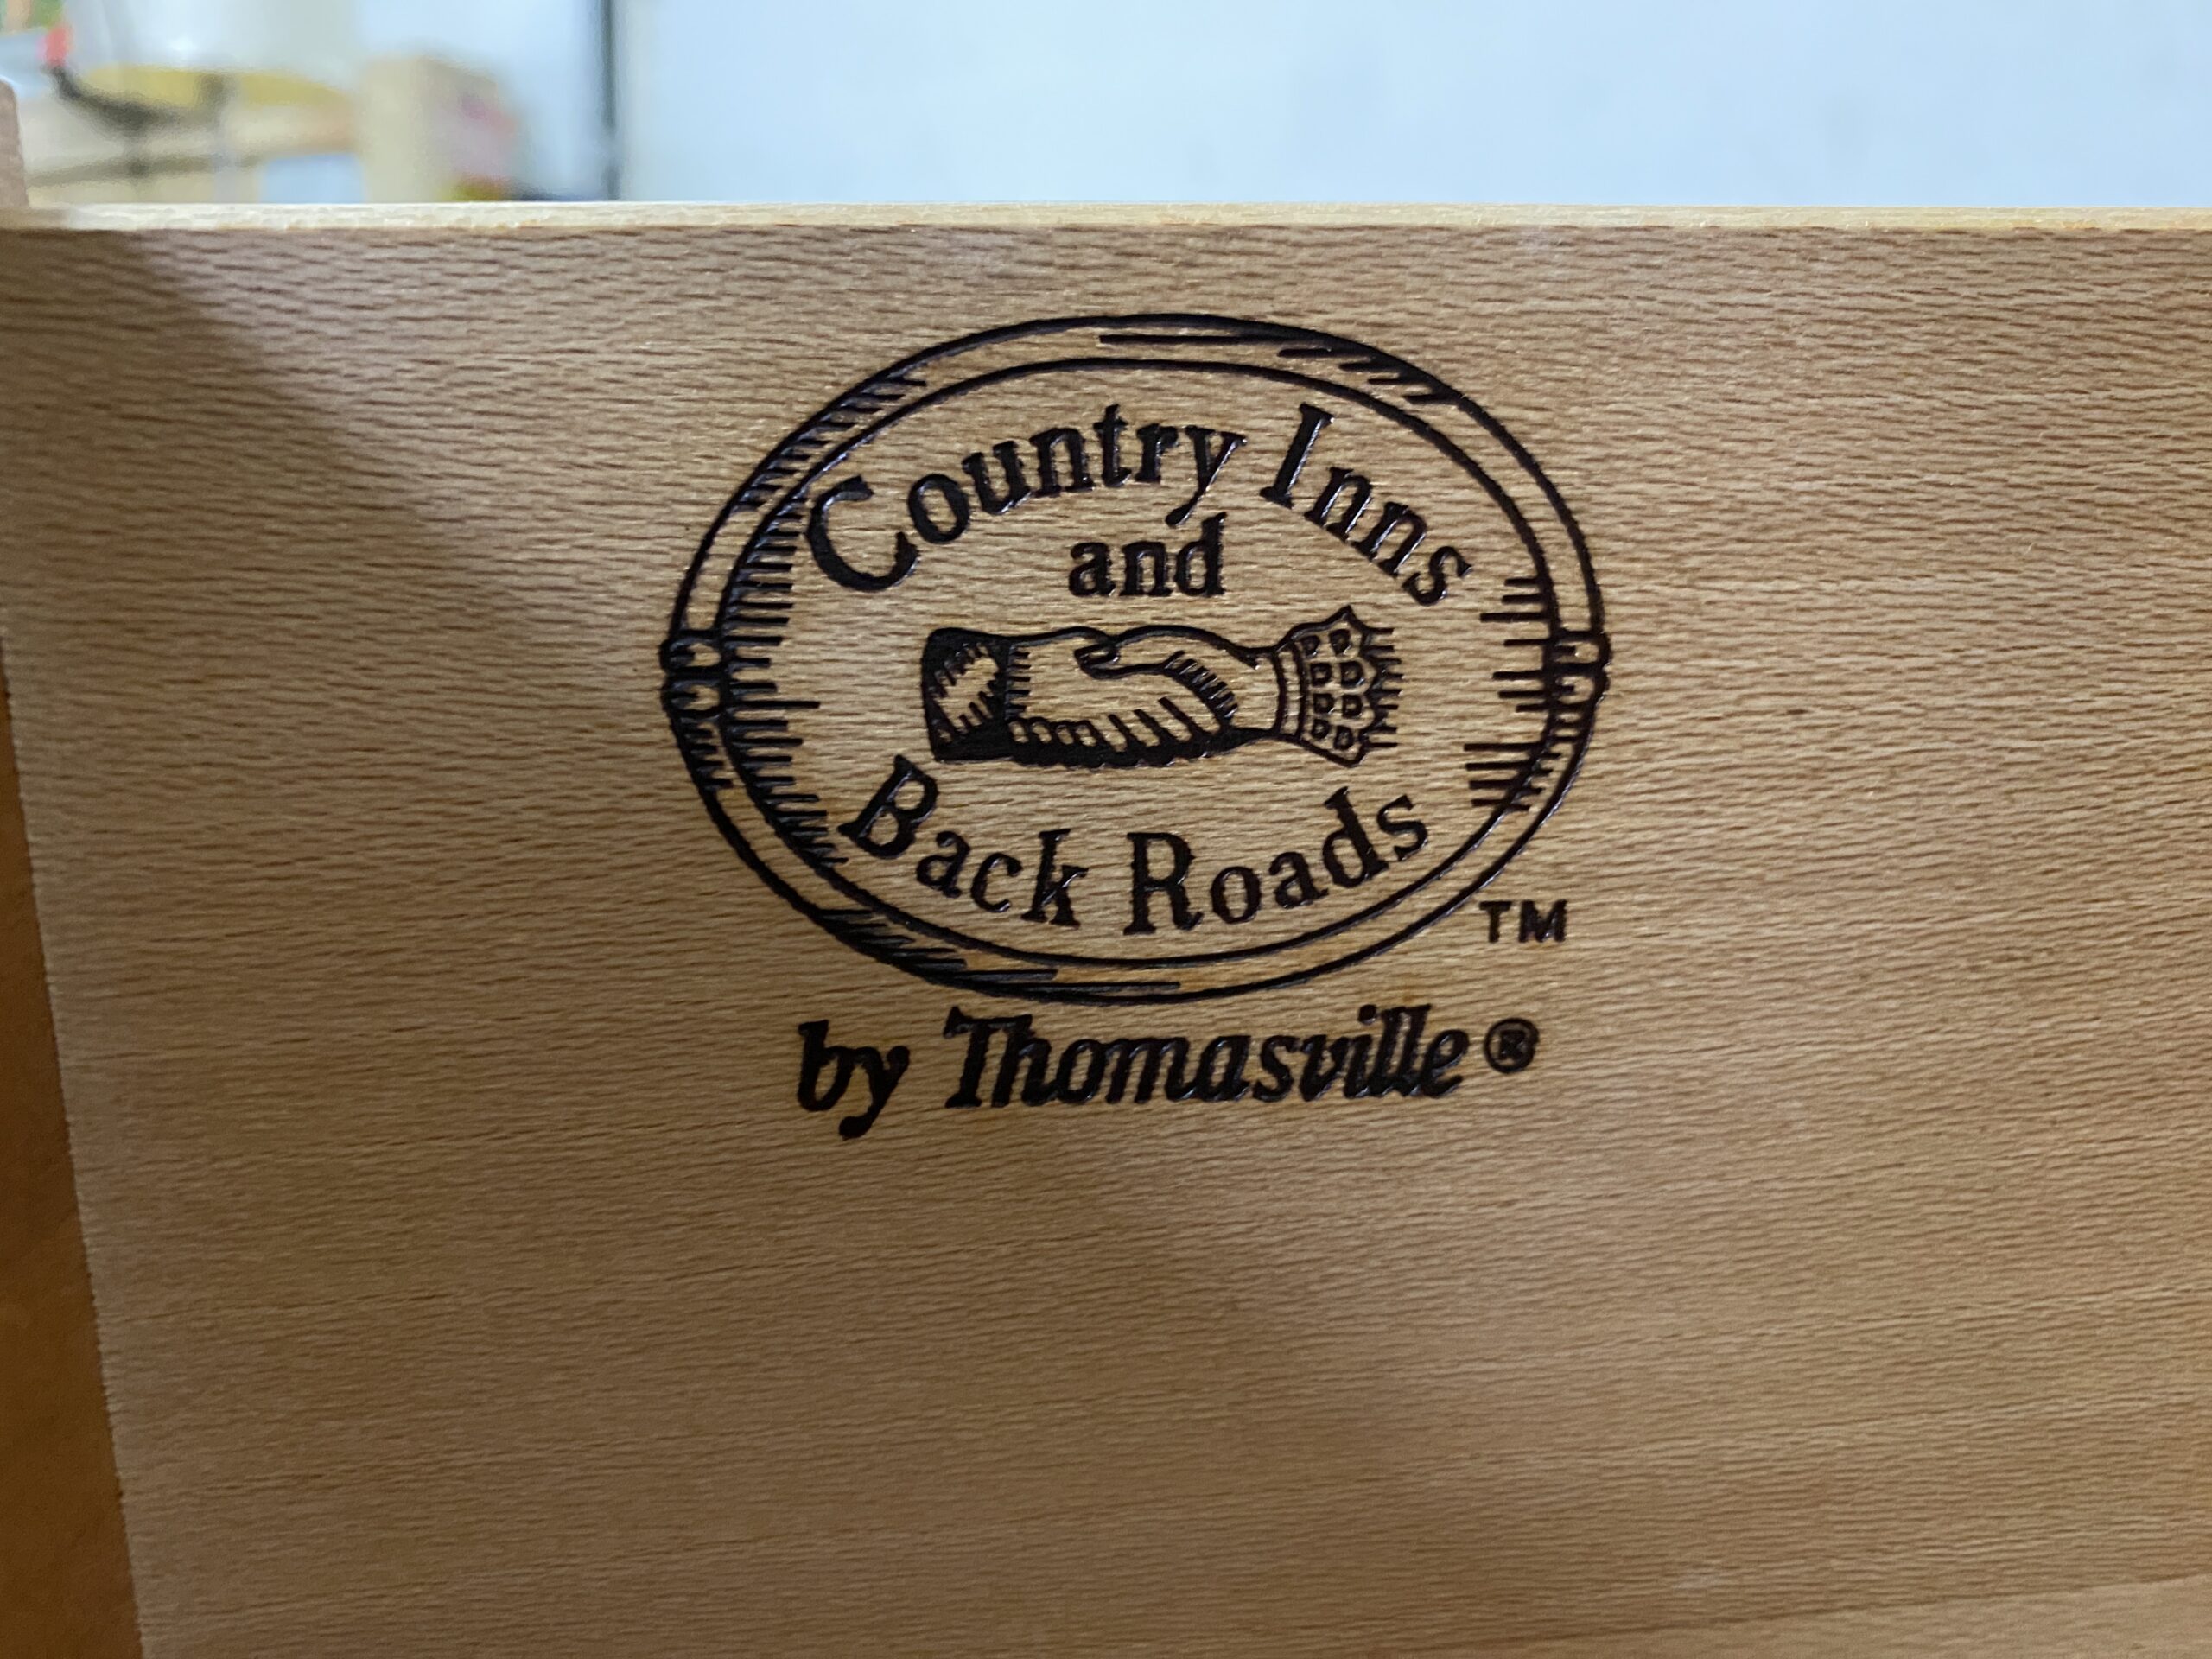 Country Inns
and
Back Roads
TM
by Thomasville®